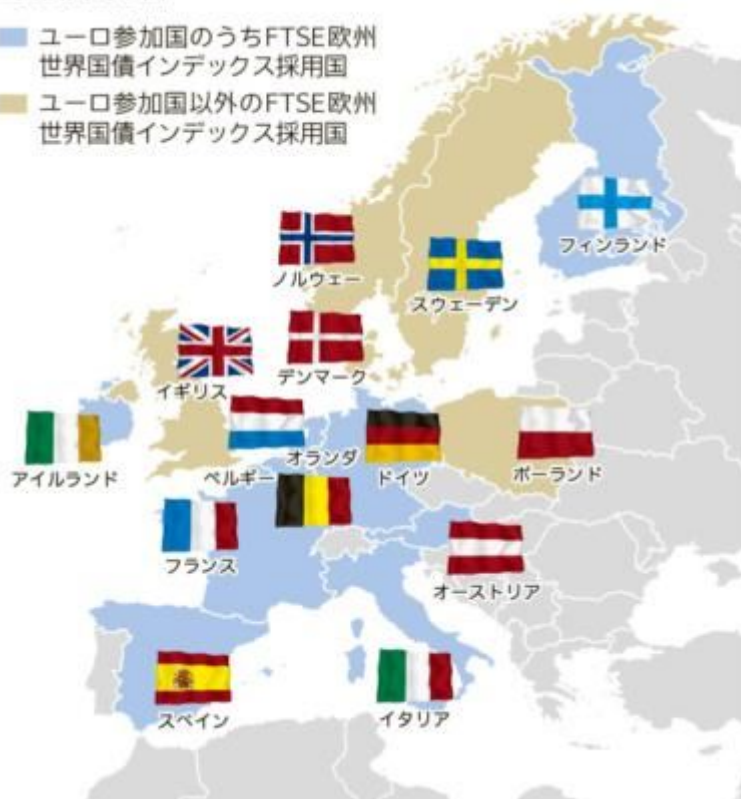 ユーロ参加国のうちFTSE欧州
世界国債インデックス採用国
ユーロ参加国以外のFTSE欧州
世界国債インデックス採用国
フィンランド
ノルウェー
スウェーデン
デンマーク
イギリス
オランダ
アイルランド
ベルギー
ドイツ
ポーランド
フランス
オーストリア
スペイン
イタリア